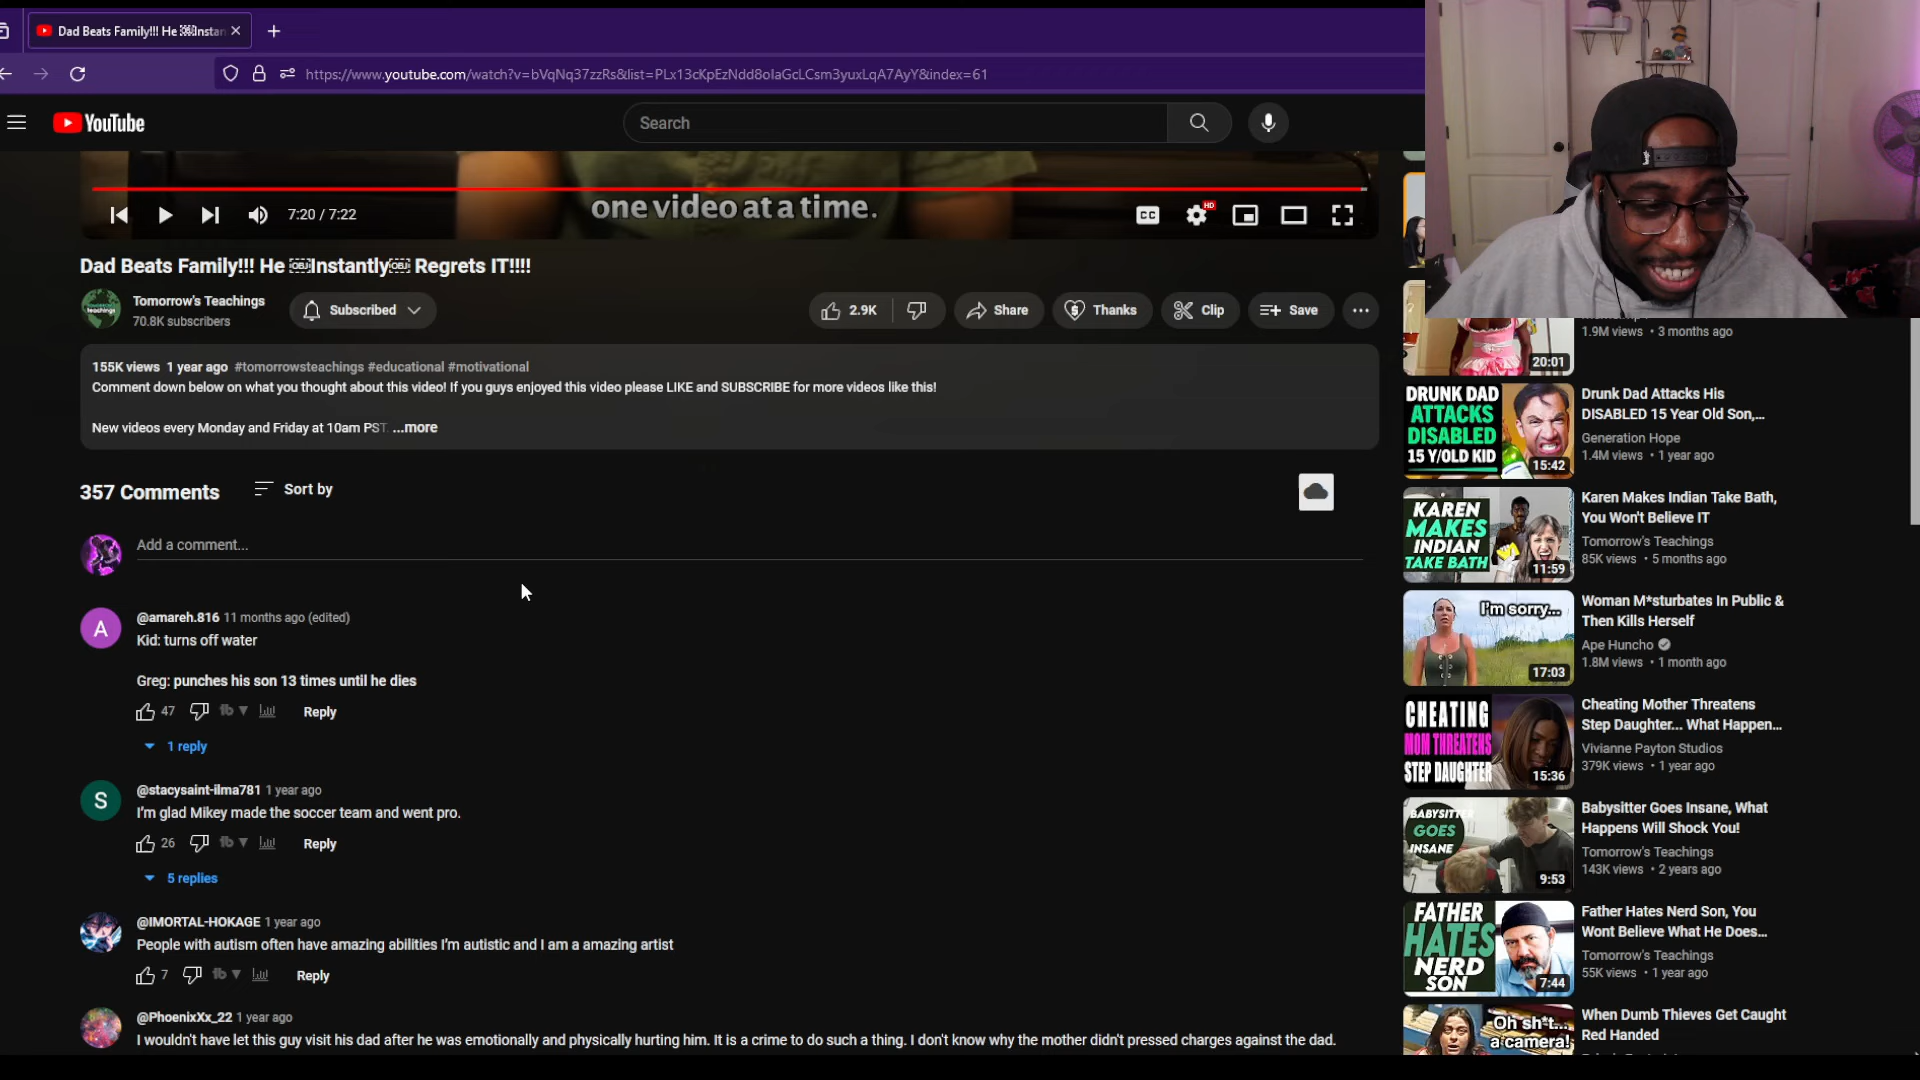 Dad Beats Family!!! He ￼Instan
https://www.youtube.com/watch?v=bVqNq37zzRs&list=PLx13cKpEzNdd8olaGcLCsm3yuxLqA7AyY&index=61
YouTube
Search
one video at a time.
7:20 / 7:22
CC
HD
Dad Beats Family!!! He ￼Instantly￼ Regrets IT!!!!
Tomorrow's Teachings
70.8K subscribers
Subscribed
2.9K
Share
Thanks
Clip
Save
155K views 1 year ago #tomorrowsteachings #educational #motivational
Comment down below on what you thought about this video! If you guys enjoyed this video please LIKE and SUBSCRIBE for more videos like this!
New videos every Monday and Friday at 10am PST. ...more
357 Comments
Sort by
Add a comment...
A
@amareh.816 11 months ago (edited)
Kid: turns off water
Greg: punches his son 13 times until he dies
47
Reply
1 reply
S
@stacysaint-ilma781 1 year ago
I'm glad Mikey made the soccer team and went pro.
26
Reply
5 replies
@IMORTAL-HOKAGE 1 year ago
People with autism often have amazing abilities I'm autistic and I am a amazing artist
7
Reply
@PhoenixXx_22 1 year ago
I wouldn't have let this guy visit his dad after he was emotionally and physically hurting him. It is a crime to do such a thing. I don't know why the mother didn't pressed charges against the dad.
1.9M views • 3 months ago
20:01
DRUNK DAD
ATTACKS
DISABLED
15 Y/OLD KID
15:42
Drunk Dad Attacks His
DISABLED 15 Year Old Son,...
Generation Hope
1.4M views • 1 year ago
KAREN
MAKES
INDIAN
TAKE BATH
11:59
Karen Makes Indian Take Bath,
You Won't Believe IT
Tomorrow's Teachings
85K views • 5 months ago
I'm sorry...
17:03
Woman M*sturbates In Public &
Then Kills Herself
Ape Huncho
1.8M views • 1 month ago
CHEATING
MOM THREATENS
STEP DAUGHTER
15:36
Cheating Mother Threatens
Step Daughter... What Happen...
Vivianne Payton Studios
379K views • 1 year ago
BABYSITTER
GOES
INSANE
9:53
Babysitter Goes Insane, What
Happens Will Shock You!
Tomorrow's Teachings
143K views • 2 years ago
FATHER
HATES
NERD
SON
7:44
Father Hates Nerd Son, You
Wont Believe What He Does...
Tomorrow's Teachings
55K views • 1 year ago
Oh sh*t...
a camera!
When Dumb Thieves Get Caught
Red Handed